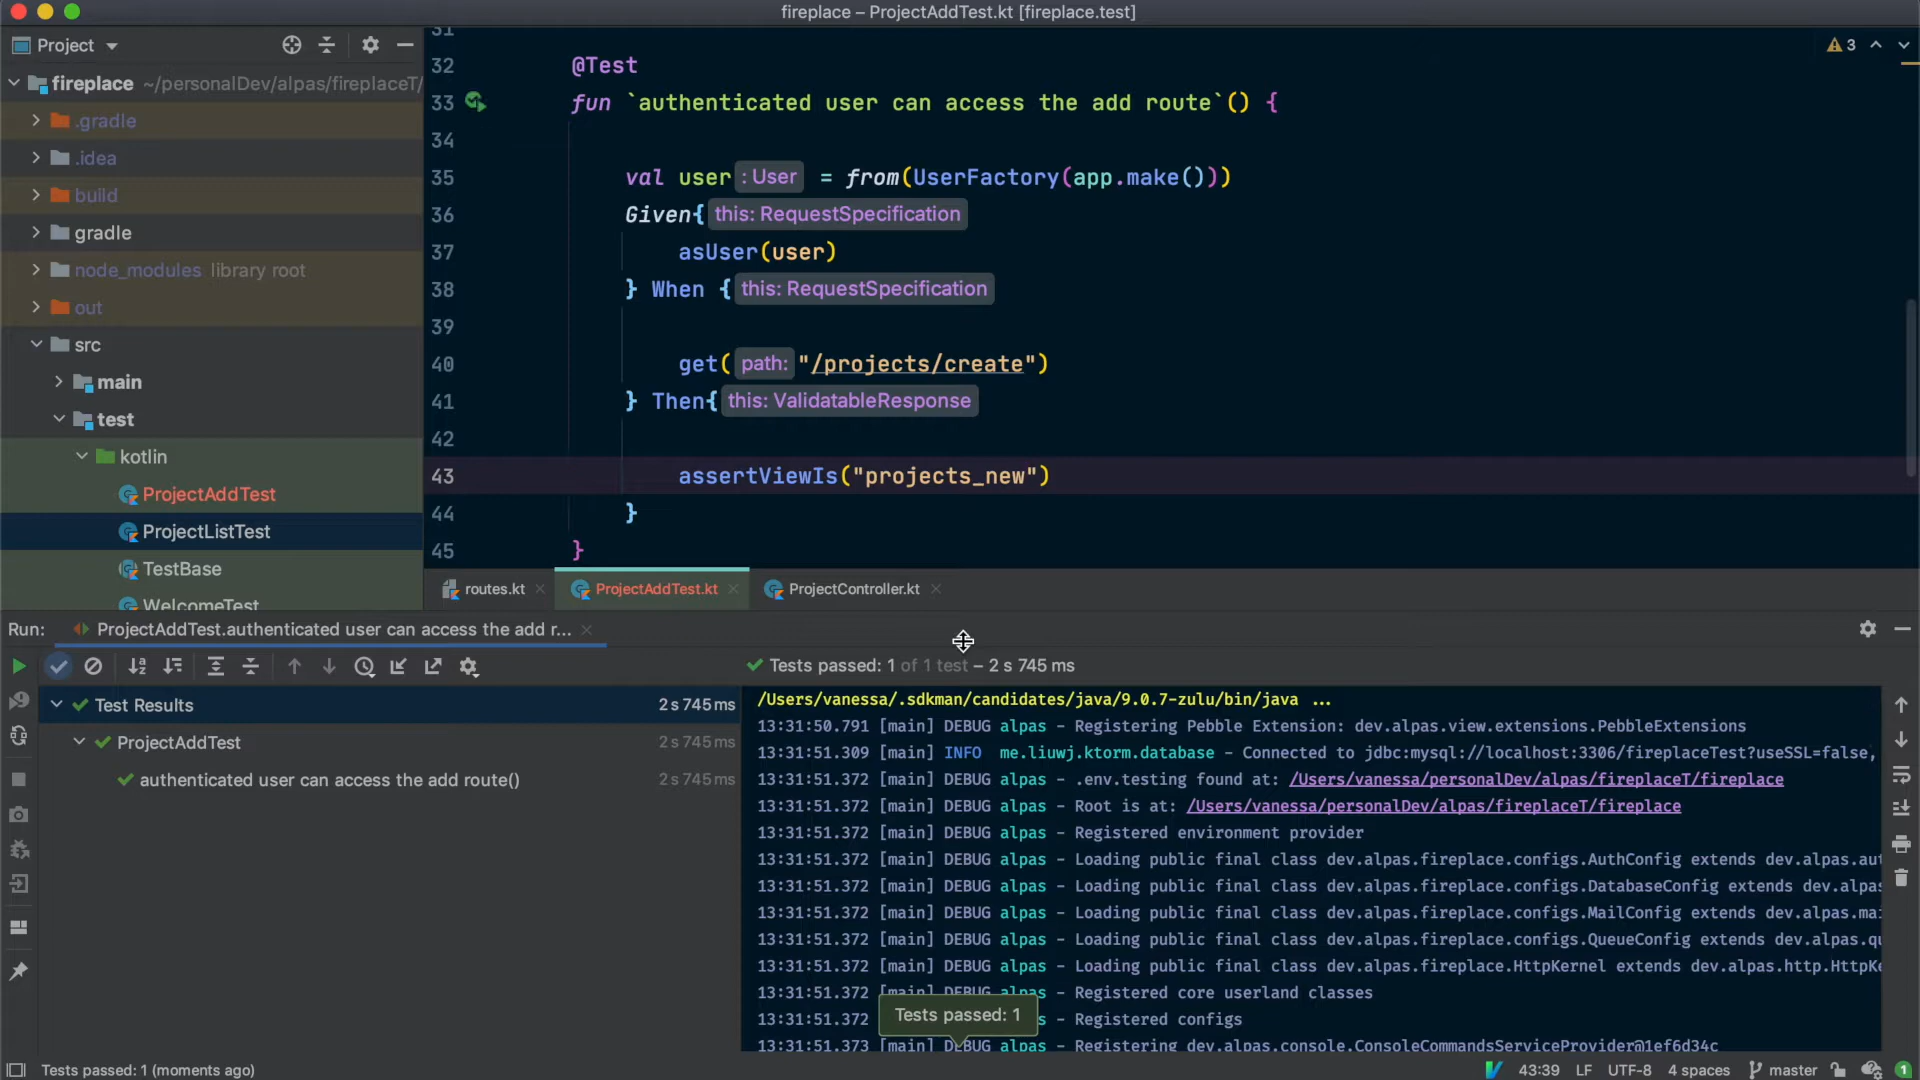 fireplace – ProjectAddTest.kt [fireplace.test]
Project
fireplace ~/personalDev/alpas/fireplaceT/
.gradle
.idea
build
gradle
node_modules library root
out
src
main
test
kotlin
ProjectAddTest
ProjectListTest
TestBase
WelcomeTest
3
31
32 @Test
33 fun `authenticated user can access the add route`() {
34
35 val user : User = from(UserFactory(app.make()))
36 Given{ this: RequestSpecification
37 asUser(user)
38 } When { this: RequestSpecification
39
40 get( path: "/projects/create")
41 } Then{ this: ValidatableResponse
42
43 assertViewIs("projects_new")
44 }
45 }
routes.kt ProjectAddTest.kt ProjectController.kt
Run: ProjectAddTest.authenticated user can access the add r...
Tests passed: 1 of 1 test – 2 s 745 ms
Test Results 2 s 745 ms
ProjectAddTest 2 s 745 ms
authenticated user can access the add route() 2 s 745 ms
/Users/vanessa/.sdkman/candidates/java/9.0.7-zulu/bin/java ...
13:31:50.791 [main] DEBUG alpas - Registering Pebble Extension: dev.alpas.view.extensions.PebbleExtensions
13:31:51.309 [main] INFO me.liuwj.ktorm.database - Connected to jdbc:mysql://localhost:3306/fireplaceTest?useSSL=false,
13:31:51.372 [main] DEBUG alpas - .env.testing found at: /Users/vanessa/personalDev/alpas/fireplaceT/fireplace
13:31:51.372 [main] DEBUG alpas - Root is at: /Users/vanessa/personalDev/alpas/fireplaceT/fireplace
13:31:51.372 [main] DEBUG alpas - Registered environment provider
13:31:51.372 [main] DEBUG alpas - Loading public final class dev.alpas.fireplace.configs.AuthConfig extends dev.alpas.au
13:31:51.372 [main] DEBUG alpas - Loading public final class dev.alpas.fireplace.configs.DatabaseConfig extends dev.alpas
13:31:51.372 [main] DEBUG alpas - Loading public final class dev.alpas.fireplace.configs.MailConfig extends dev.alpas.ma
13:31:51.372 [main] DEBUG alpas - Loading public final class dev.alpas.fireplace.configs.QueueConfig extends dev.alpas.q
13:31:51.372 [main] DEBUG alpas - Loading public final class dev.alpas.fireplace.HttpKernel extends dev.alpas.http.HttpK
13:31:51.372 [main] DEBUG alpas - Registered core userland classes
13:31:51.372 s - Registered configs
13:31:51.373 [main] DEBUG alpas - Registering dev.alpas.console.ConsoleCommandsServiceProvider@1ef6d34c
Tests passed: 1
Tests passed: 1 (moments ago)
43:39 LF UTF-8 4 spaces master 1